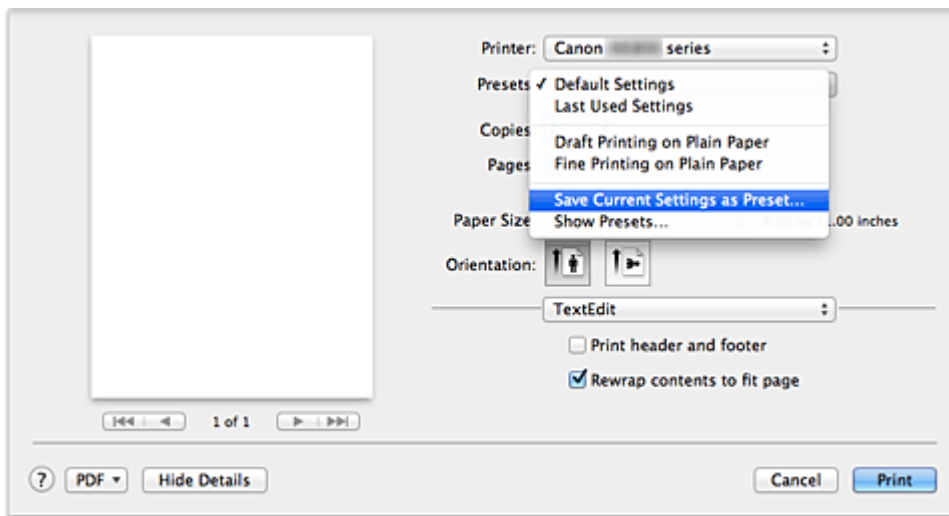 Printer: Canon series
Presets ✓ Default Settings
Last Used Settings
Copies
Draft Printing on Plain Paper
Pages Fine Printing on Plain Paper
Save Current Settings as Preset...
Paper Size Show Presets... .00 inches
Orientation:
TextEdit
Print header and footer
Rewrap contents to fit page
1 of 1
? PDF Hide Details Cancel Print